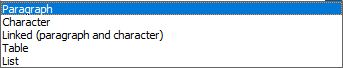 Paragraph
Character
Linked (paragraph and character)
Table
List